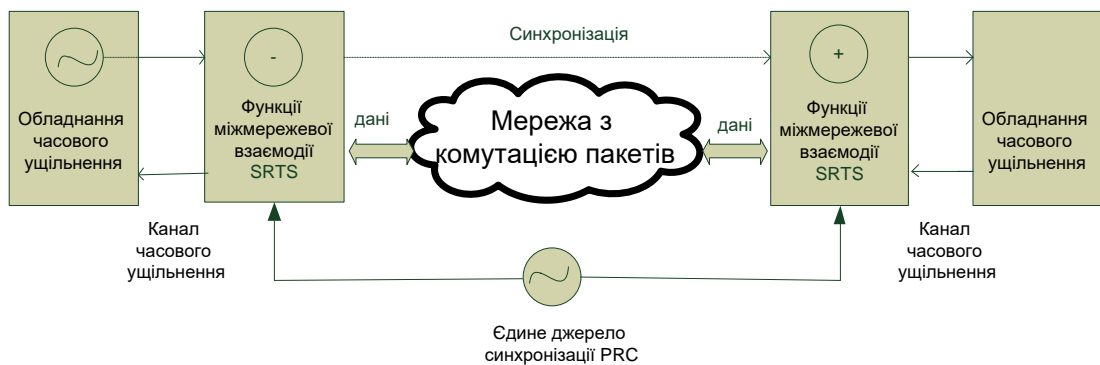 Синхронізація
-
+
Обладнання
часового
ущільнення
Функції
міжмережевої
взаємодії
SRTS
дані
Мережа з
комутацією пакетів
дані
Функції
міжмережевої
взаємодії
SRTS
Обладнання
часового
ущільнення
Канал
часового
ущільнення
Канал
часового
ущільнення
Єдине джерело
синхронізації PRC